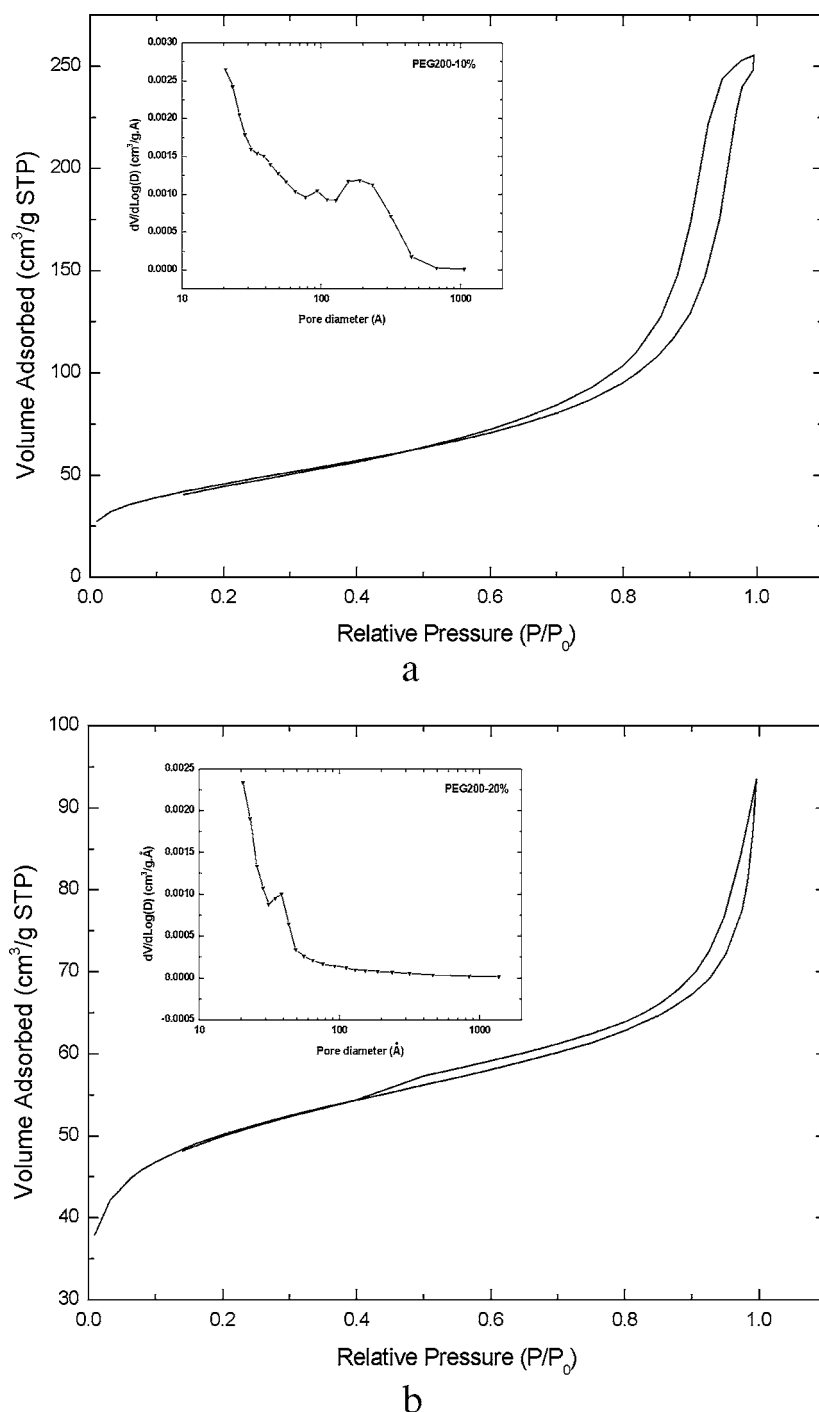 250
200
150
100
50
0
Volume Adsorbed (cm³/g STP)
0.0 0.2 0.4 0.6 0.8 1.0
Relative Pressure (P/P₀)
PEG200-10%
0.0030
0.0025
0.0020
0.0015
0.0010
0.0005
0.0000
dV/dLog(D) (cm³/g.A)
10 100 1000
Pore diameter (A)
a
100
90
80
70
60
50
40
30
Volume Adsorbed (cm³/g STP)
0.0 0.2 0.4 0.6 0.8 1.0
Relative Pressure (P/P₀)
PEG200-20%
0.0025
0.0020
0.0015
0.0010
0.0005
0.0000
-0.0005
dV/dLog(D) (cm³/g.Å)
10 100 1000
Pore diameter (Å)
b